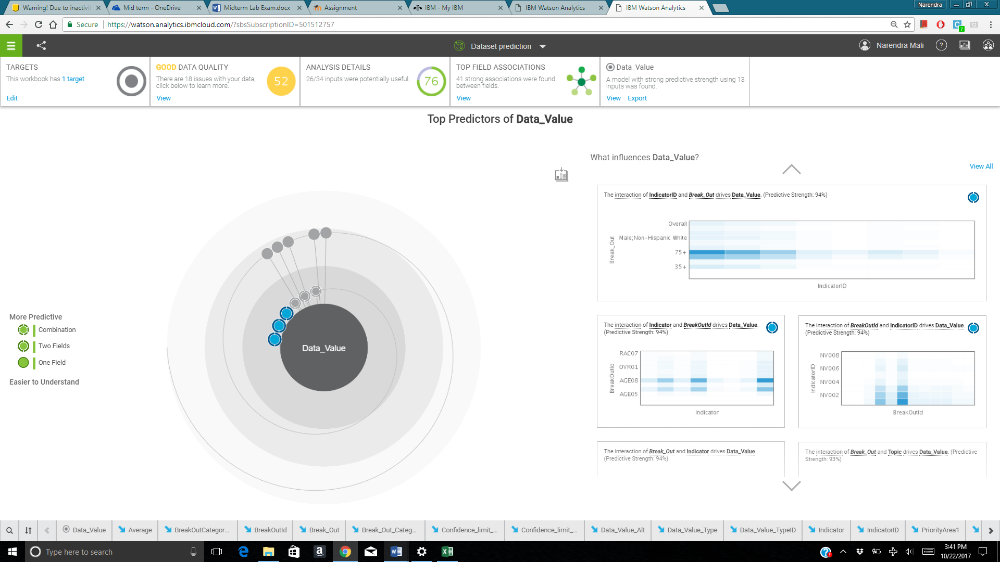 Warning! Due to inactivit
Mid term - OneDrive
Midterm Lab Exam.docx
Assignment
IBM - My IBM
IBM Watson Analytics
IBM Watson Analytics
Narendra
Secure
https://watson.analytics.ibmcloud.com/?sbsSubscriptionID=501512757
7
Dataset prediction
Narendra Mali
?
TARGETS
This workbook has 1 target
Edit
GOOD DATA QUALITY
There are 18 issues with your data,
click below to learn more.
View
52
ANALYSIS DETAILS
26/34 inputs were potentially useful.
76
TOP FIELD ASSOCIATIONS
41 strong associations were found
between fields.
View
Data_Value
A model with strong predictive strength using 13
inputs was found.
View Export
Top Predictors of Data_Value
What influences Data_Value?
View All
The interaction of IndicatorID and Break_Out drives Data_Value. (Predictive Strength: 94%)
Break_Out
Overall
Male;Non-Hispanic White
75+
35+
IndicatorID
More Predictive
Combination
Two Fields
One Field
Easier to Understand
Data_Value
The interaction of Indicator and BreakOutId drives Data_Value.
(Predictive Strength: 94%)
BreakOutId
RAC07
OVR01
AGE08
AGE05
Indicator
The interaction of BreakOutId and IndicatorID drives Data_Value.
(Predictive Strength: 94%)
IndicatorID
NV008
NV006
NV004
NV002
BreakOutId
The interaction of Break_Out and Indicator drives Data_Value.
(Predictive Strength: 94%)
The interaction of Break_Out and Topic drives Data_Value. (Predictive
Strength: 93%)
Data_Value
Average
BreakOutCategor...
BreakOutId
Break_Out
Break_Out_Categ...
Confidence_limit_...
Confidence_limit_...
Data_Value_Alt
Data_Value_Type
Data_Value_TypeID
Indicator
IndicatorID
PriorityArea1
Type here to search
3:41 PM
10/22/2017